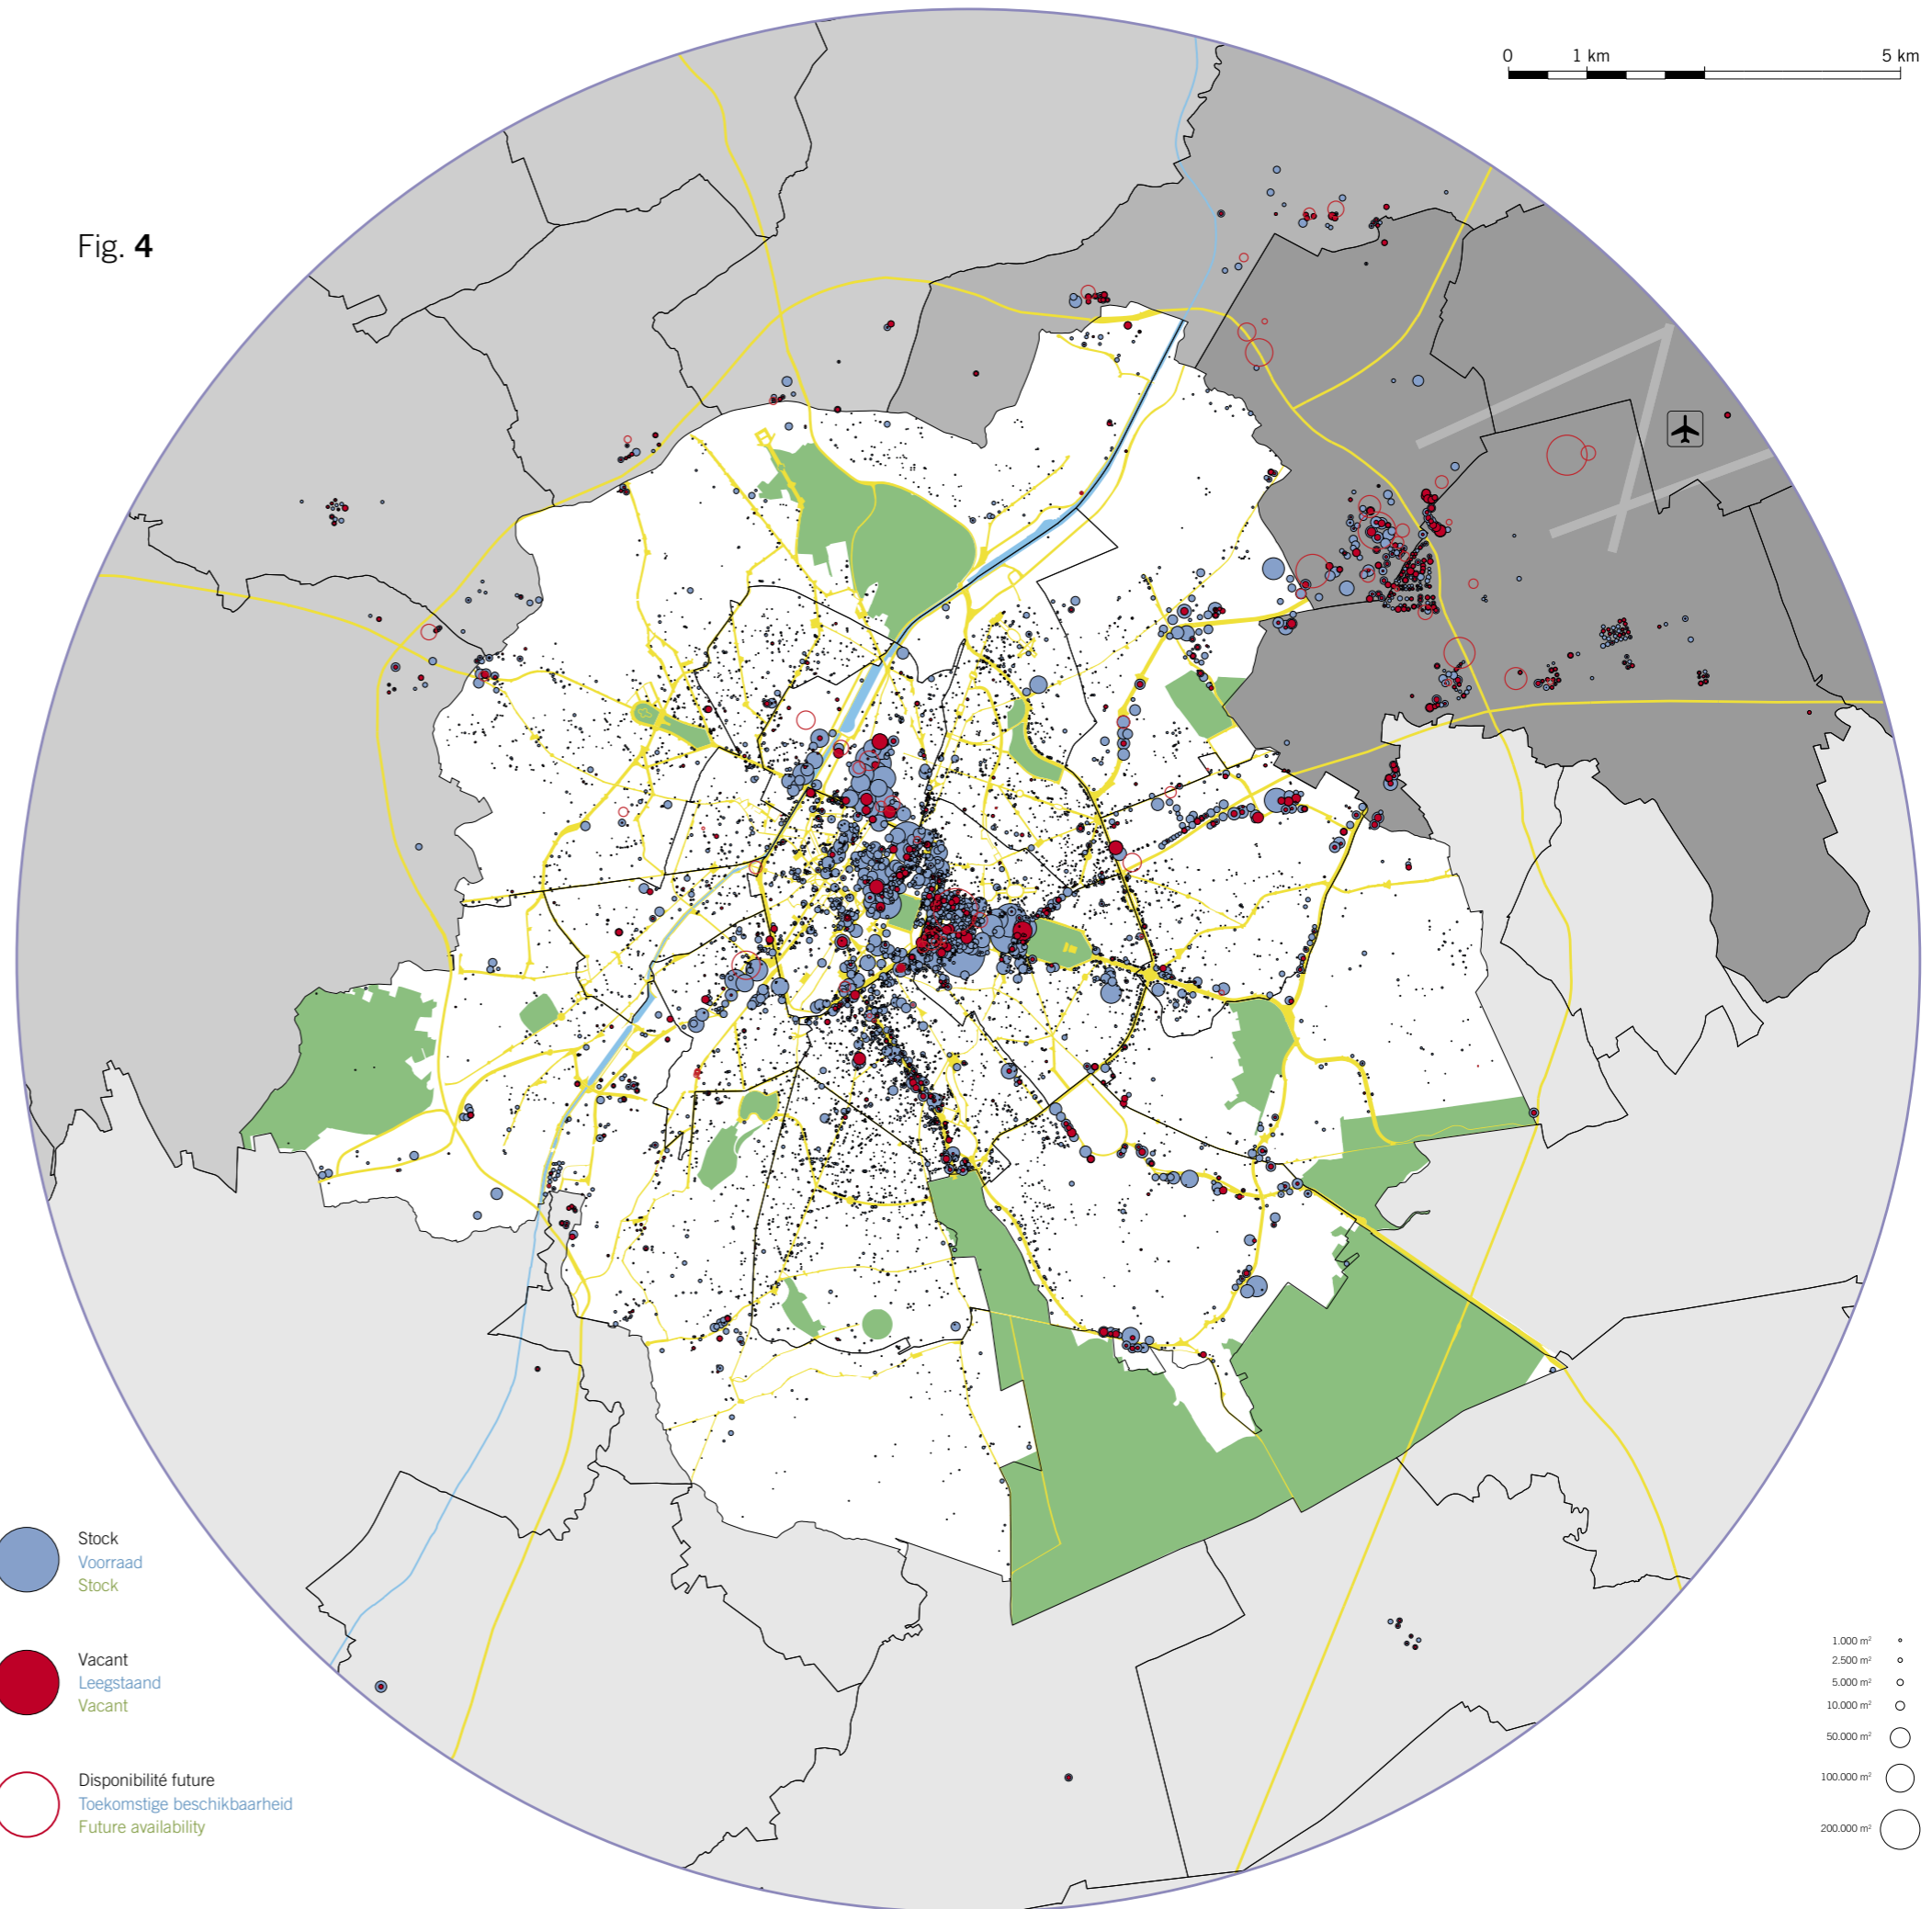 0 1 km 5 km
Fig. 4
Stock
Voorraad
Stock
Vacant
Leegstaand
Vacant
Disponibilité future
Toekomstige beschikbaarheid
Future availability
1.000 m²
2.500 m²
5.000 m²
10.000 m²
50.000 m²
100.000 m²
200.000 m²